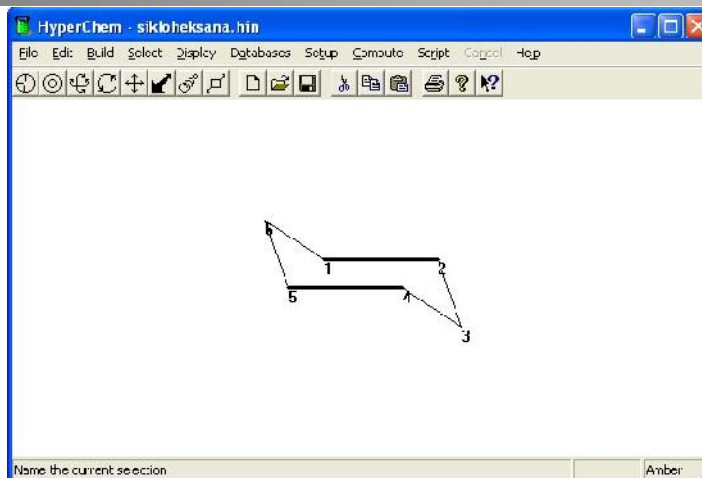 HyperChem - sikloheksana.hin
File Edit Build Select Display Databases Setup Compute Script Cancel Help
6
1 2
5 4
3
Name the current selection Amber